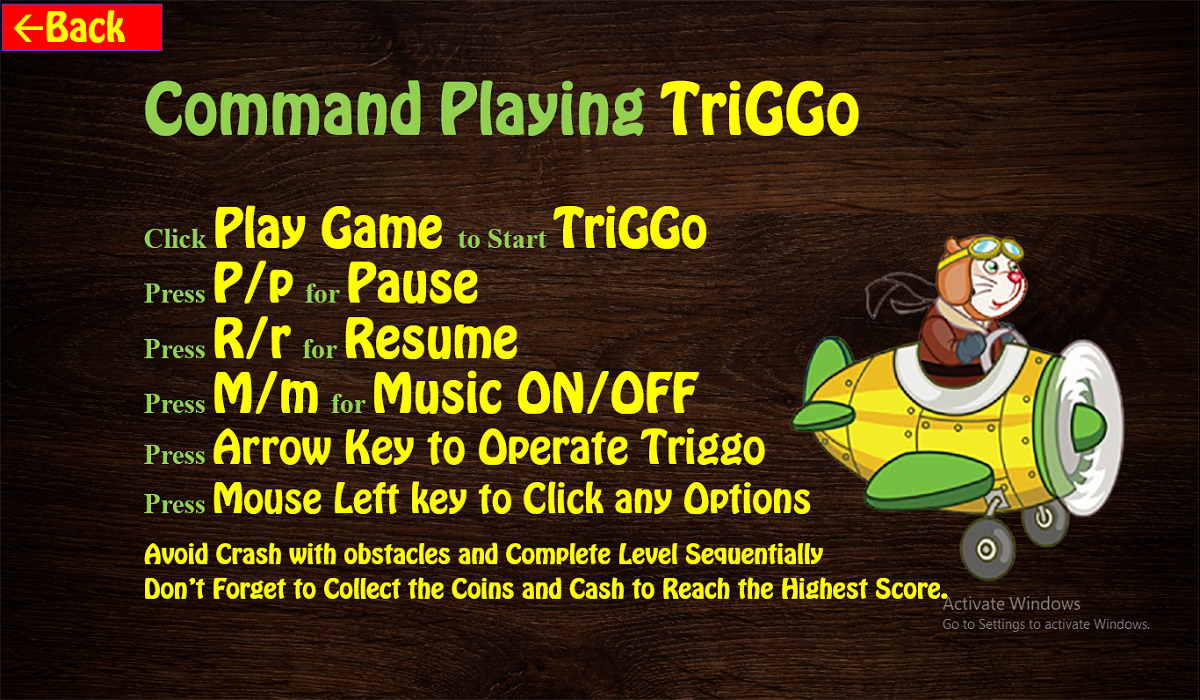 ←Back
Command Playing TriGGo
Click Play Game to Start TriGGo
Press P/p for Pause
Press R/r for Resume
Press M/m for Music ON/OFF
Press Arrow Key to Operate Triggo
Press Mouse Left key to Click any Options
Avoid Crash with obstacles and Complete Level Sequentially
Don't Forget to Collect the Coins and Cash to Reach the Highest Score.
Activate Windows
Go to Settings to activate Windows.